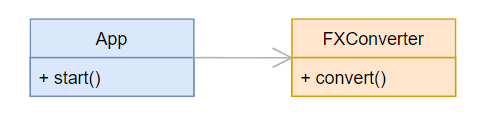 App
+ start()
FXConverter
+ convert()